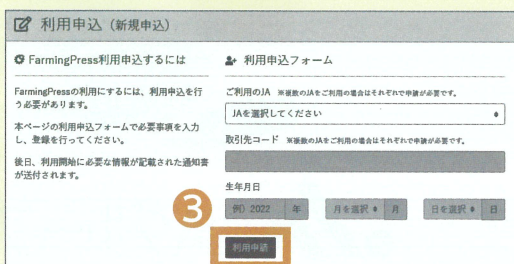 利用申込（新規申込）
FarmingPress利用申込するには
FarmingPressの利用にするには、利用申込を行
う必要があります。
本ページの利用申込フォームで必要事項を入力
し、登録を行ってください。
後日、利用開始に必要な情報が記載された通知書
が送付されます。
利用申込フォーム
ご利用のJA ※複数のJAをご利用の場合はそれぞれで申請が必要です。
JAを選択してください
取引先コード ※複数のJAをご利用の場合はそれぞれで申請が必要です。
生年月日
例）2022 年 月を選択 月 日を選択 日
3
利用申請